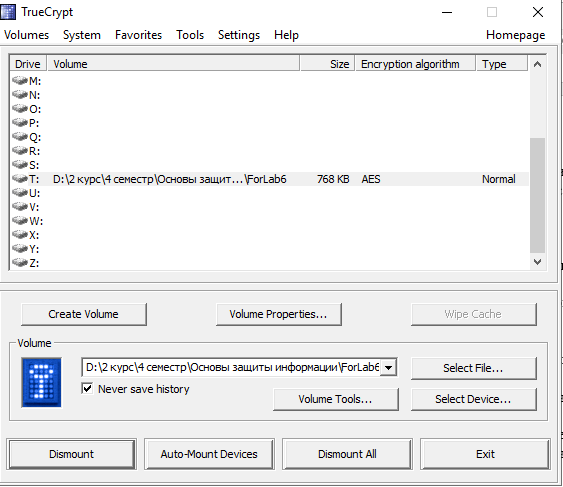 TrueCrypt
Volumes System Favorites Tools Settings Help Homepage
Drive Volume Size Encryption algorithm Type
M:
N:
O:
P:
Q:
R:
S:
T: D:\2 курс\4 семестр\Основы защит...\ForLab6 768 KB AES Normal
U:
V:
W:
X:
Y:
Z:
Create Volume Volume Properties... Wipe Cache
Volume
D:\2 курс\4 семестр\Основы защиты информации\ForLab6 Select File...
Never save history
Volume Tools... Select Device...
Dismount Auto-Mount Devices Dismount All Exit